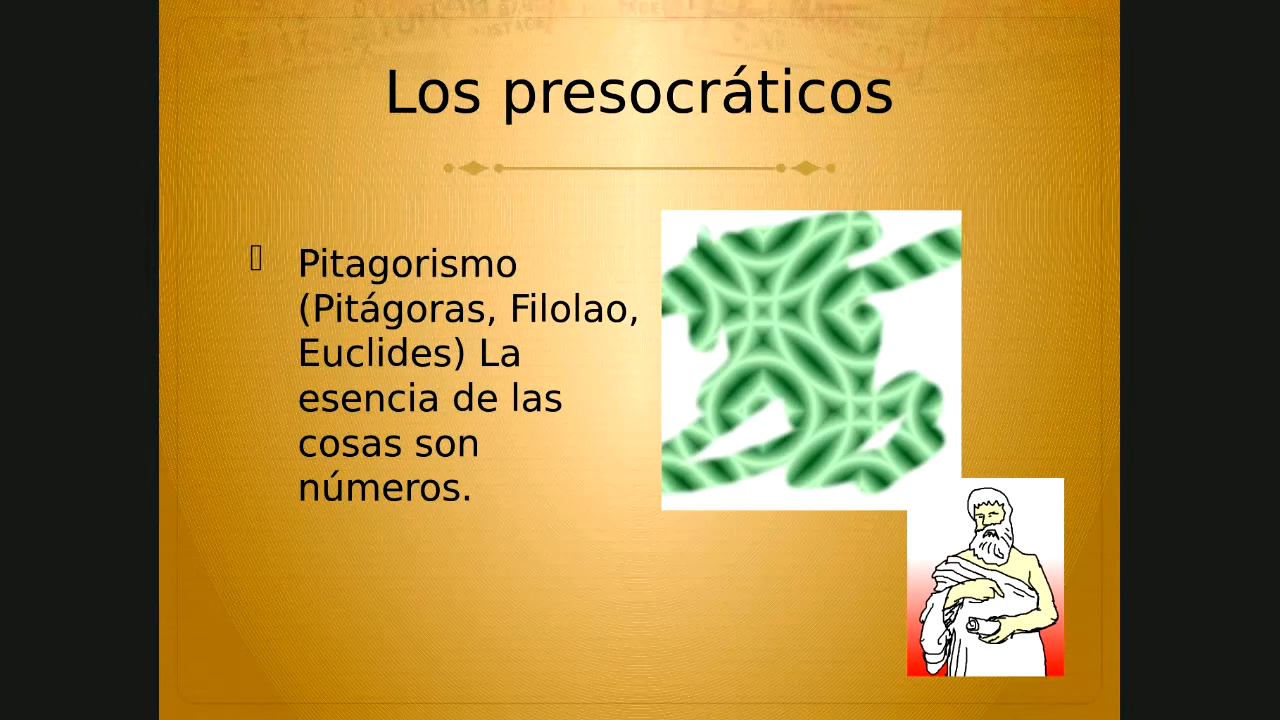 Los presocráticos
Pitagorismo
(Pitágoras, Filolao,
Euclides) La
esencia de las
cosas son
números.